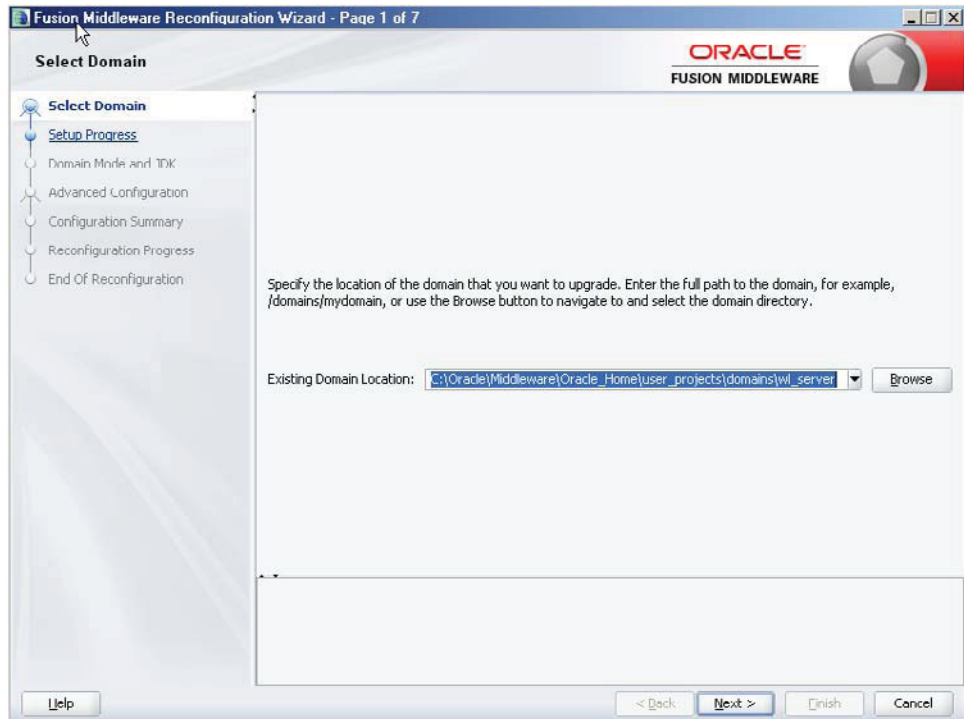 Fusion Middleware Reconfiguration Wizard - Page 1 of 7
Select Domain
ORACLE
FUSION MIDDLEWARE
Select Domain
Setup Progress
Domain Mode and JDK
Advanced Configuration
Configuration Summary
Reconfiguration Progress
End Of Reconfiguration
Specify the location of the domain that you want to upgrade. Enter the full path to the domain, for example,
/domains/mydomain, or use the Browse button to navigate to and select the domain directory.
Existing Domain Location: C:\Oracle\Middleware\Oracle_Home\user_projects\domains\wl_server Browse
Help < Back Next > Finish Cancel